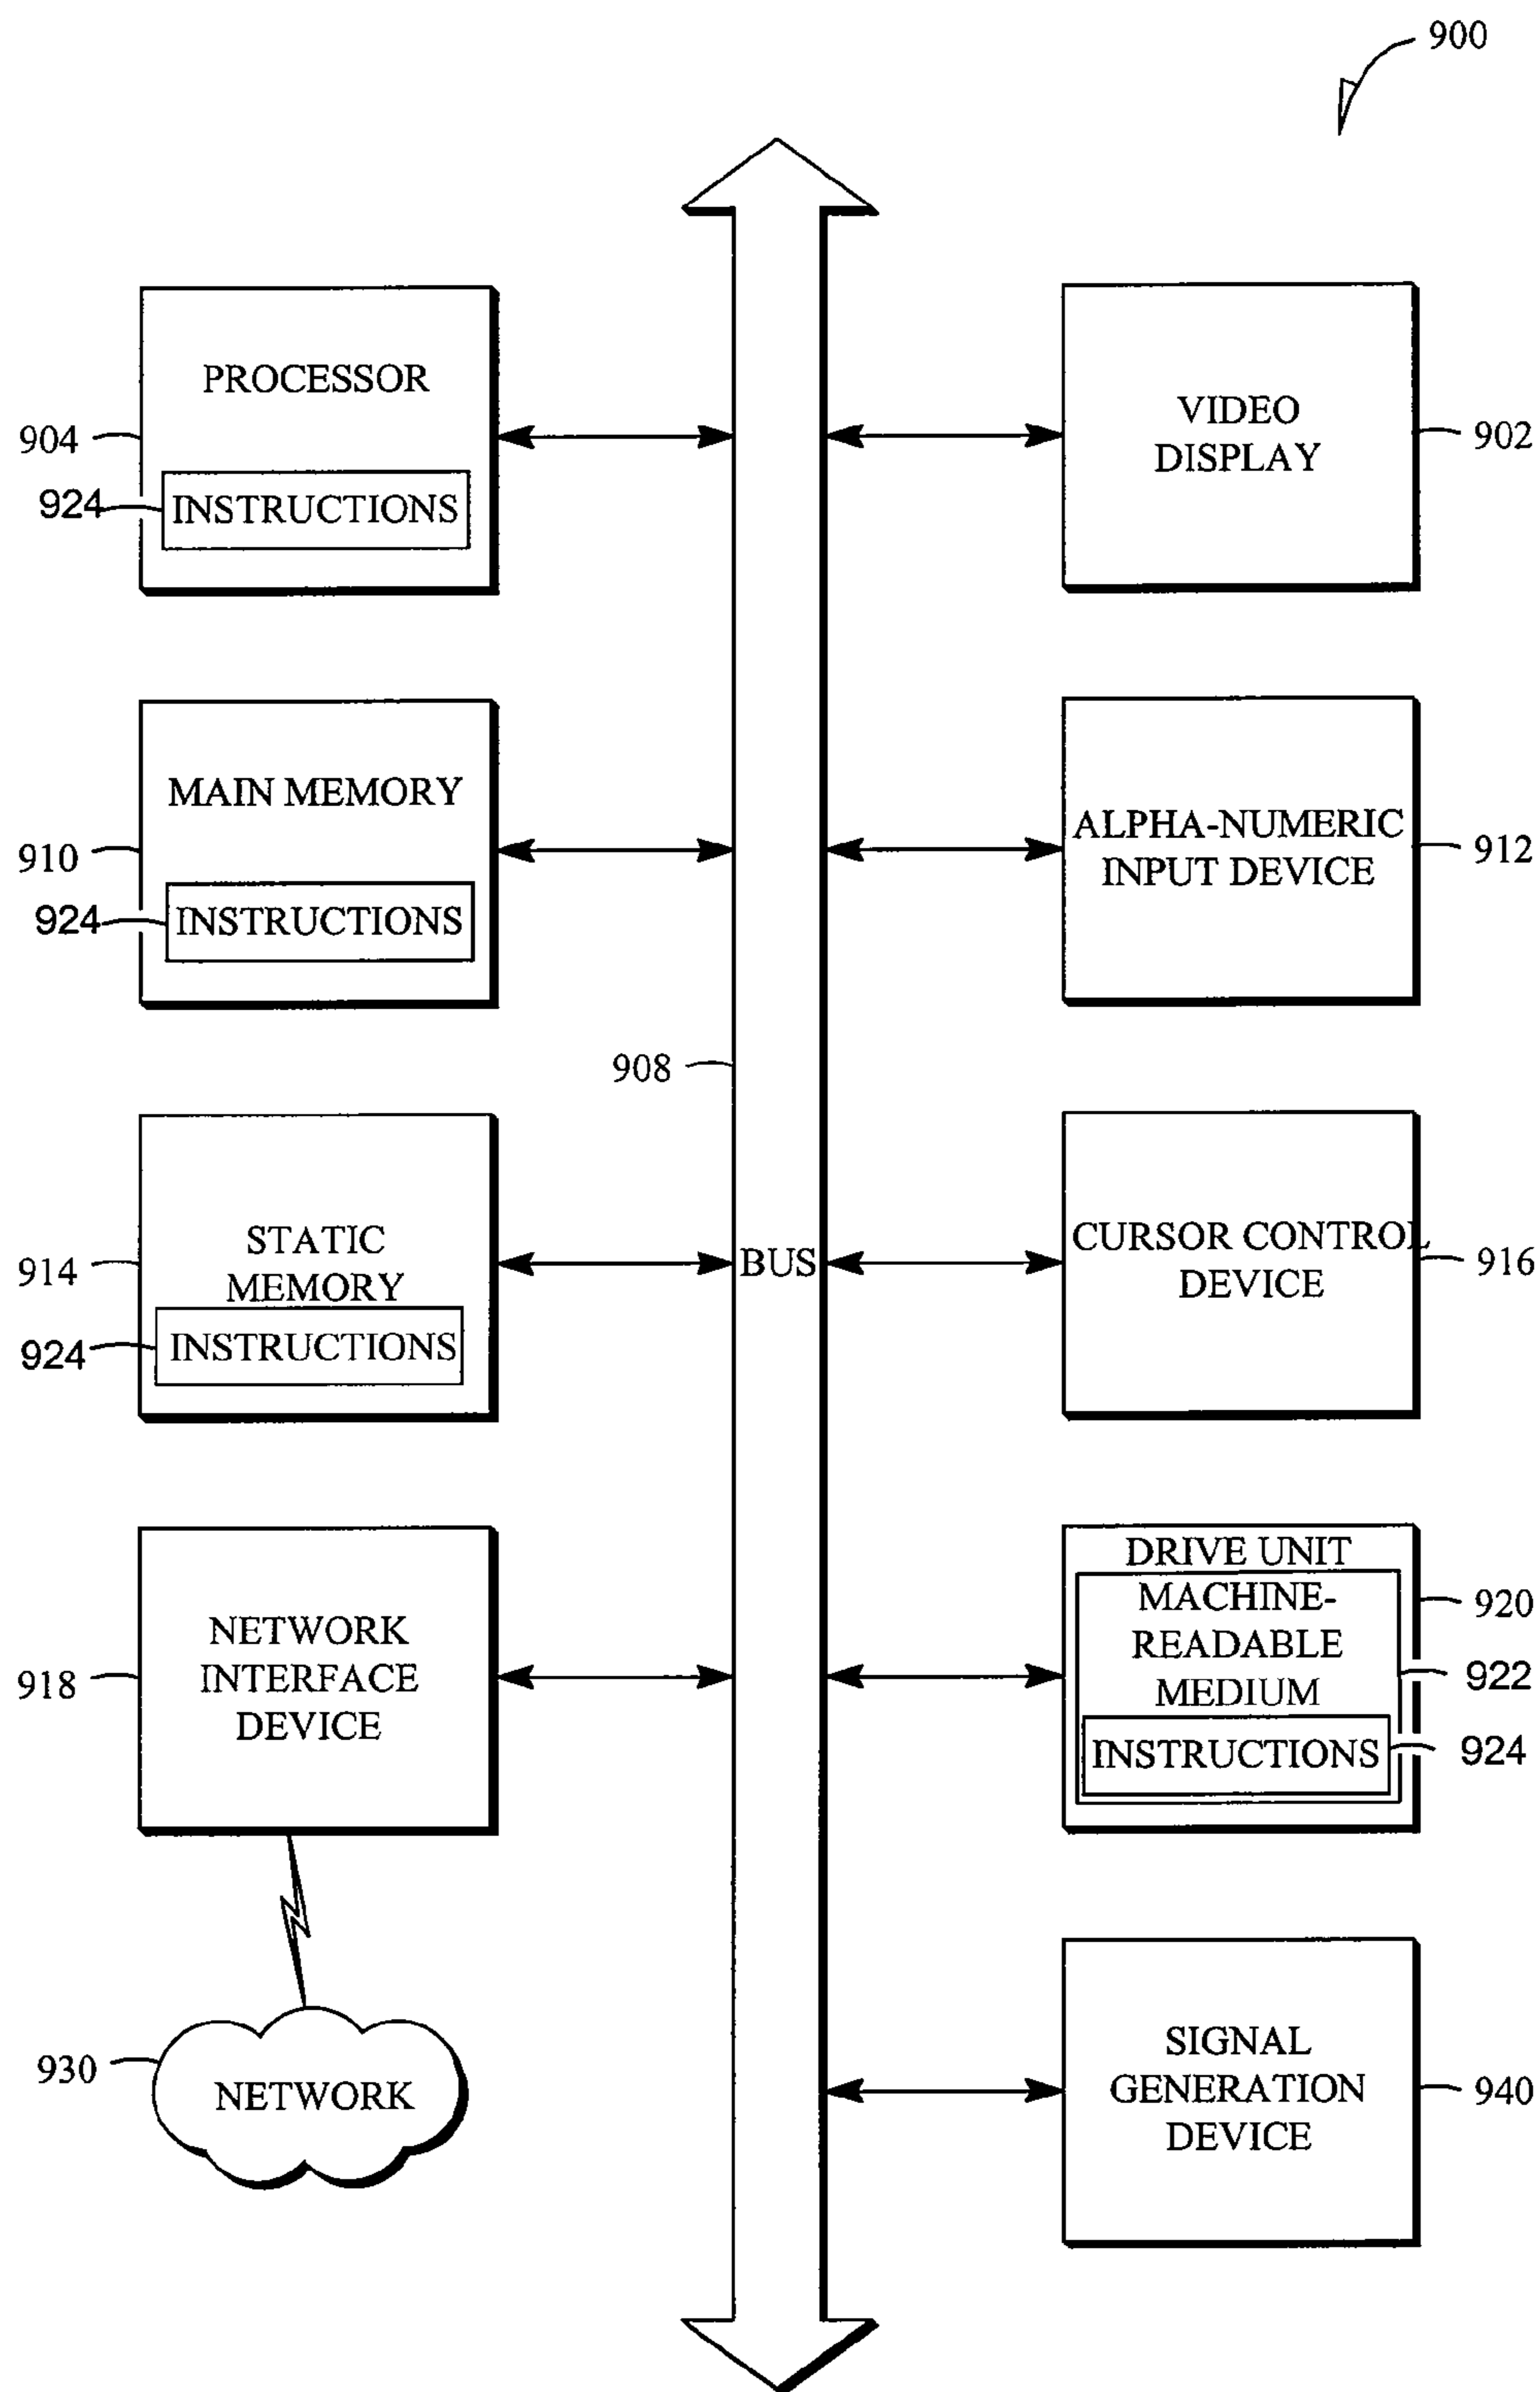 900
PROCESSOR
904
924
INSTRUCTIONS
VIDEO
DISPLAY
902
MAIN MEMORY
910
924
INSTRUCTIONS
ALPHA-NUMERIC
INPUT DEVICE
912
908
BUS
STATIC
MEMORY
914
924
INSTRUCTIONS
CURSOR CONTROL
DEVICE
916
NETWORK
INTERFACE
DEVICE
918
DRIVE UNIT
MACHINE-
READABLE
MEDIUM
INSTRUCTIONS
920
922
924
930
NETWORK
SIGNAL
GENERATION
DEVICE
940